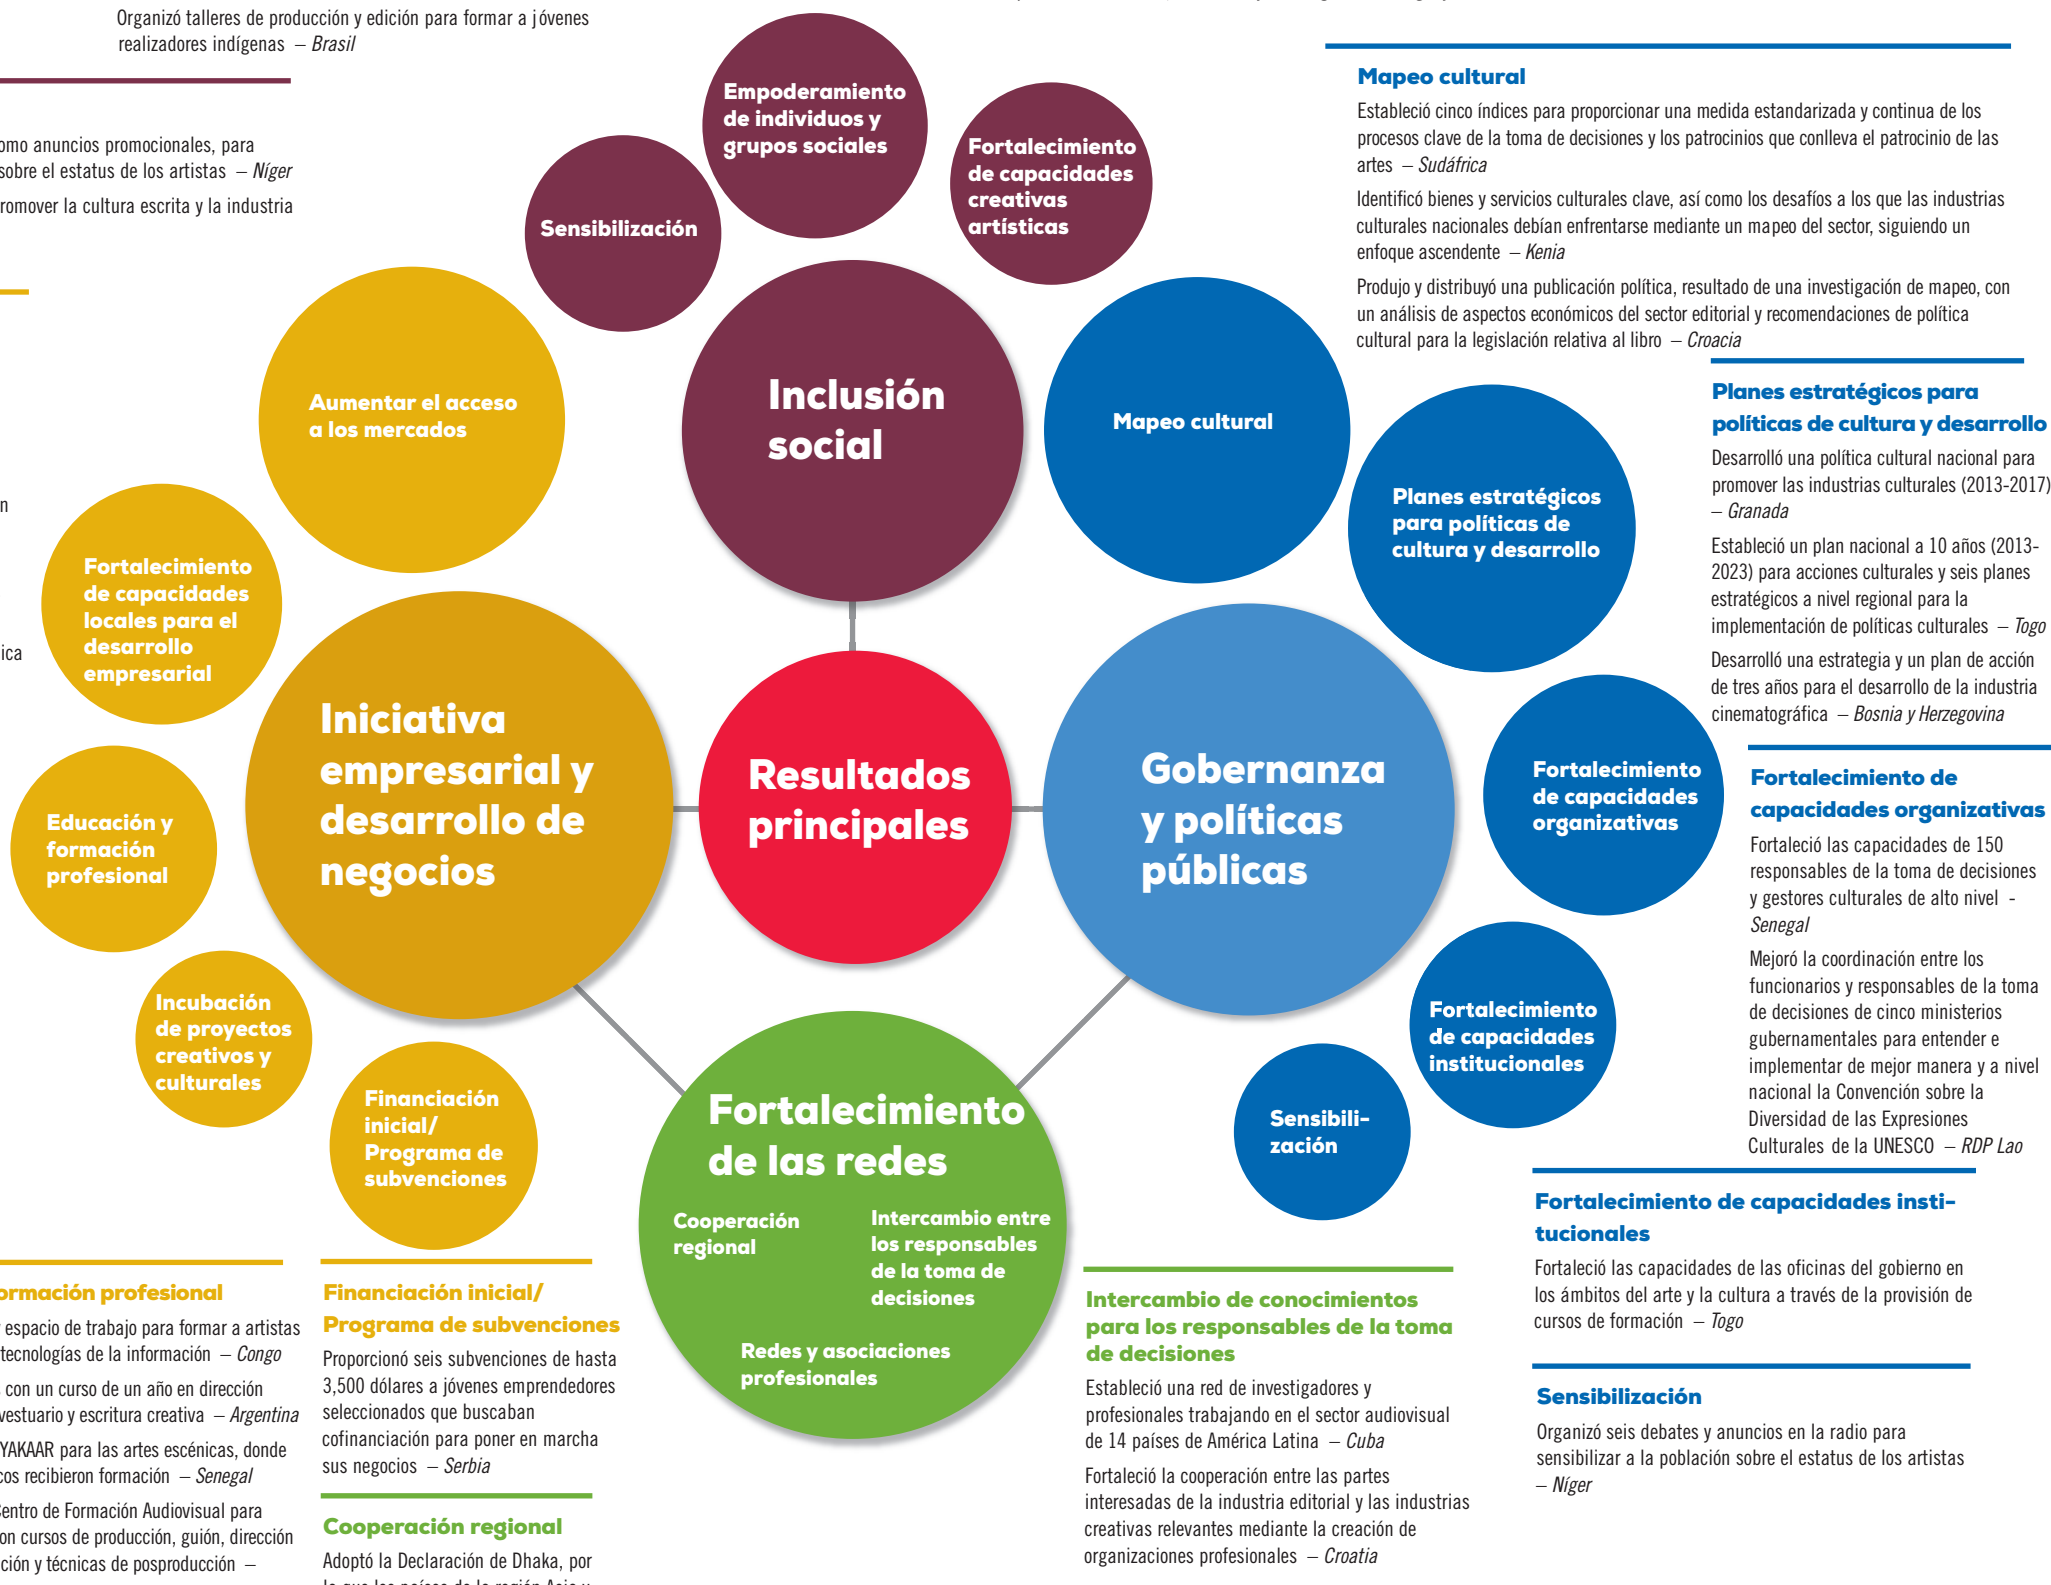 Organizó talleres de producción y edición para formar a jóvenes
realizadores indígenas – Brasil
omo anuncios promocionales, para
sobre el estatus de los artistas – Níger
romover la cultura escrita y la industria
n
ica
Empoderamiento
de individuos y
grupos sociales
Fortalecimiento
de capacidades
creativas
artísticas
Sensibilización
Inclusión
social
Aumentar el acceso
a los mercados
Fortalecimiento
de capacidades
locales para el
desarrollo
empresarial
Educación y
formación
profesional
Incubación
de proyectos
creativos y
culturales
Financiación
inicial/
Programa de
subvenciones
Iniciativa
empresarial y
desarrollo de
negocios
Resultados
principales
Gobernanza
y políticas
públicas
Mapeo cultural
Planes estratégicos
para políticas de
cultura y desarrollo
Fortalecimiento
de capacidades
organizativas
Fortalecimiento
de capacidades
institucionales
Sensibili-
zación
Fortalecimiento
de las redes
Cooperación
regional
Intercambio entre
los responsables
de la toma de
decisiones
Redes y asociaciones
profesionales
Mapeo cultural
Estableció cinco índices para proporcionar una medida estandarizada y continua de los
procesos clave de la toma de decisiones y los patrocinios que conlleva el patrocinio de las
artes – Sudáfrica
Identificó bienes y servicios culturales clave, así como los desafíos a los que las industrias
culturales nacionales debían enfrentarse mediante un mapeo del sector, siguiendo un
enfoque ascendente – Kenia
Produjo y distribuyó una publicación política, resultado de una investigación de mapeo, con
un análisis de aspectos económicos del sector editorial y recomendaciones de política
cultural para la legislación relativa al libro – Croacia
Planes estratégicos para
políticas de cultura y desarrollo
Desarrolló una política cultural nacional para
promover las industrias culturales (2013-2017)
– Granada
Estableció un plan nacional a 10 años (2013-
2023) para acciones culturales y seis planes
estratégicos a nivel regional para la
implementación de políticas culturales – Togo
Desarrolló una estrategia y un plan de acción
de tres años para el desarrollo de la industria
cinematográfica – Bosnia y Herzegovina
Fortalecimiento de
capacidades organizativas
Fortaleció las capacidades de 150
responsables de la toma de decisiones
y gestores culturales de alto nivel -
Senegal
Mejoró la coordinación entre los
funcionarios y responsables de la toma
de decisiones de cinco ministerios
gubernamentales para entender e
implementar de mejor manera y a nivel
nacional la Convención sobre la
Diversidad de las Expresiones
Culturales de la UNESCO – RDP Lao
Fortalecimiento de capacidades insti-
tucionales
Fortaleció las capacidades de las oficinas del gobierno en
los ámbitos del arte y la cultura a través de la provisión de
cursos de formación – Togo
Sensibilización
Organizó seis debates y anuncios en la radio para
sensibilizar a la población sobre el estatus de los artistas
– Níger
ormación profesional
espacio de trabajo para formar a artistas
tecnologías de la información – Congo
con un curso de un año en dirección
vestuario y escritura creativa – Argentina
YAKAAR para las artes escénicas, donde
cos recibieron formación – Senegal
Centro de Formación Audiovisual para
on cursos de producción, guión, dirección
ción y técnicas de posproducción –
Financiación inicial/
Programa de subvenciones
Proporcionó seis subvenciones de hasta
3,500 dólares a jóvenes emprendedores
seleccionados que buscaban
cofinanciación para poner en marcha
sus negocios – Serbia
Cooperación regional
Adoptó la Declaración de Dhaka, por
Intercambio de conocimientos
para los responsables de la toma
de decisiones
Estableció una red de investigadores y
profesionales trabajando en el sector audiovisual
de 14 países de América Latina – Cuba
Fortaleció la cooperación entre las partes
interesadas de la industria editorial y las industrias
creativas relevantes mediante la creación de
organizaciones profesionales – Croatia